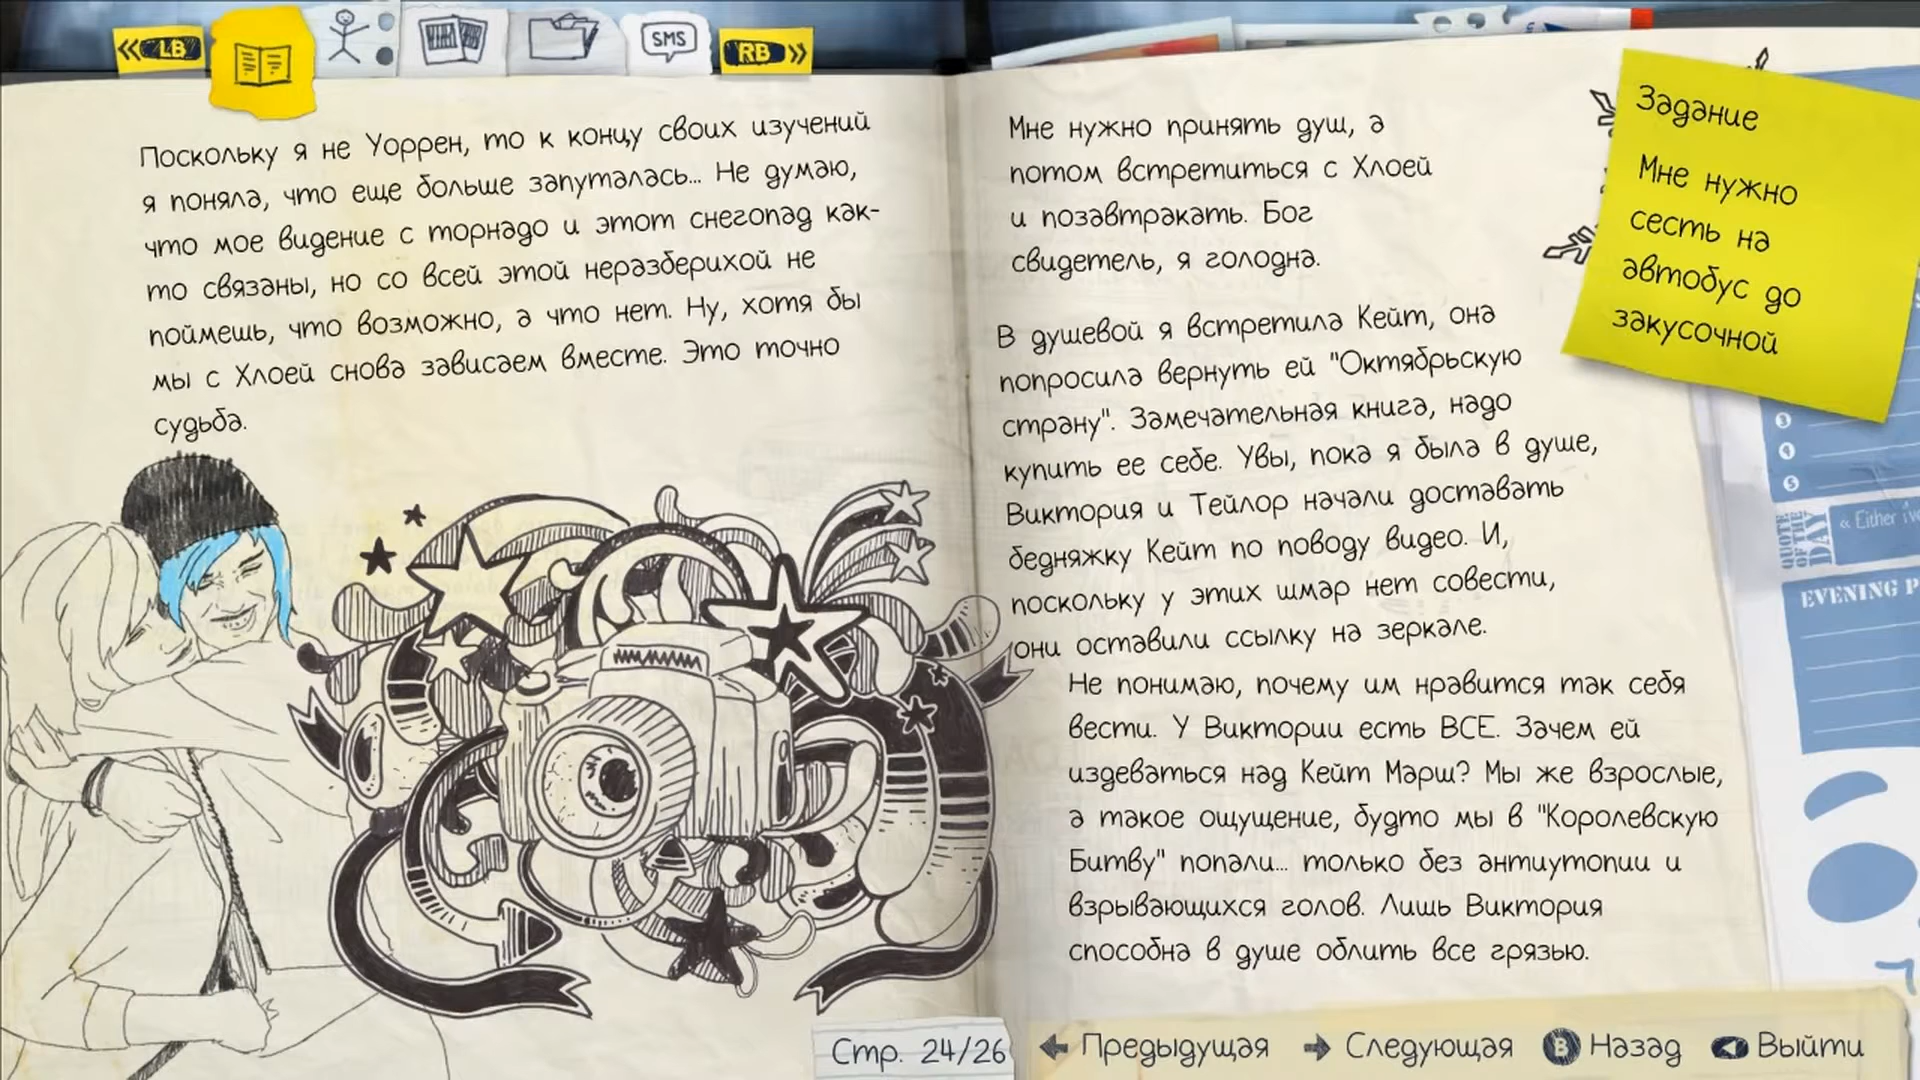 LB
SMS
RB
Поскольку я не Уоррен, то к концу своих изучений
я поняла, что еще больше запуталась... Не думаю,
что мое видение с торнадо и этот снегопад как-
то связаны, но со всей этой неразберихой не
поймешь, что возможно, а что нет. Ну, хотя бы
мы с Хлоей снова зависаем вместе. Это точно
судьба.
Мне нужно принять душ, а
потом встретиться с Хлоей
и позавтракать. Бог
свидетель, я голодна.
В душевой я встретила Кейт, она
попросила вернуть ей "Октябрьскую
страну". Замечательная книга, надо
купить ее себе. Увы, пока я была в душе,
Виктория и Тейлор начали доставать
бедняжку Кейт по поводу видео. И,
поскольку у этих шмар нет совести,
они оставили ссылку на зеркале.
Не понимаю, почему им нравится так себя
вести. У Виктории есть ВСЕ. Зачем ей
издеваться над Кейт Марш? Мы же взрослые,
а такое ощущение, будто мы в "Королевскую
Битву" попали... только без антиутопии и
взрывающихся голов. Лишь Виктория
способна в душе облить все грязью.
Задание
Мне нужно
сесть на
автобус до
закусочной
3
4
5
QUOTE
OF THE
DAY
« Either
EVENING P
Стр. 24/26
Предыдущая
Следующая
B Назад
Выйти